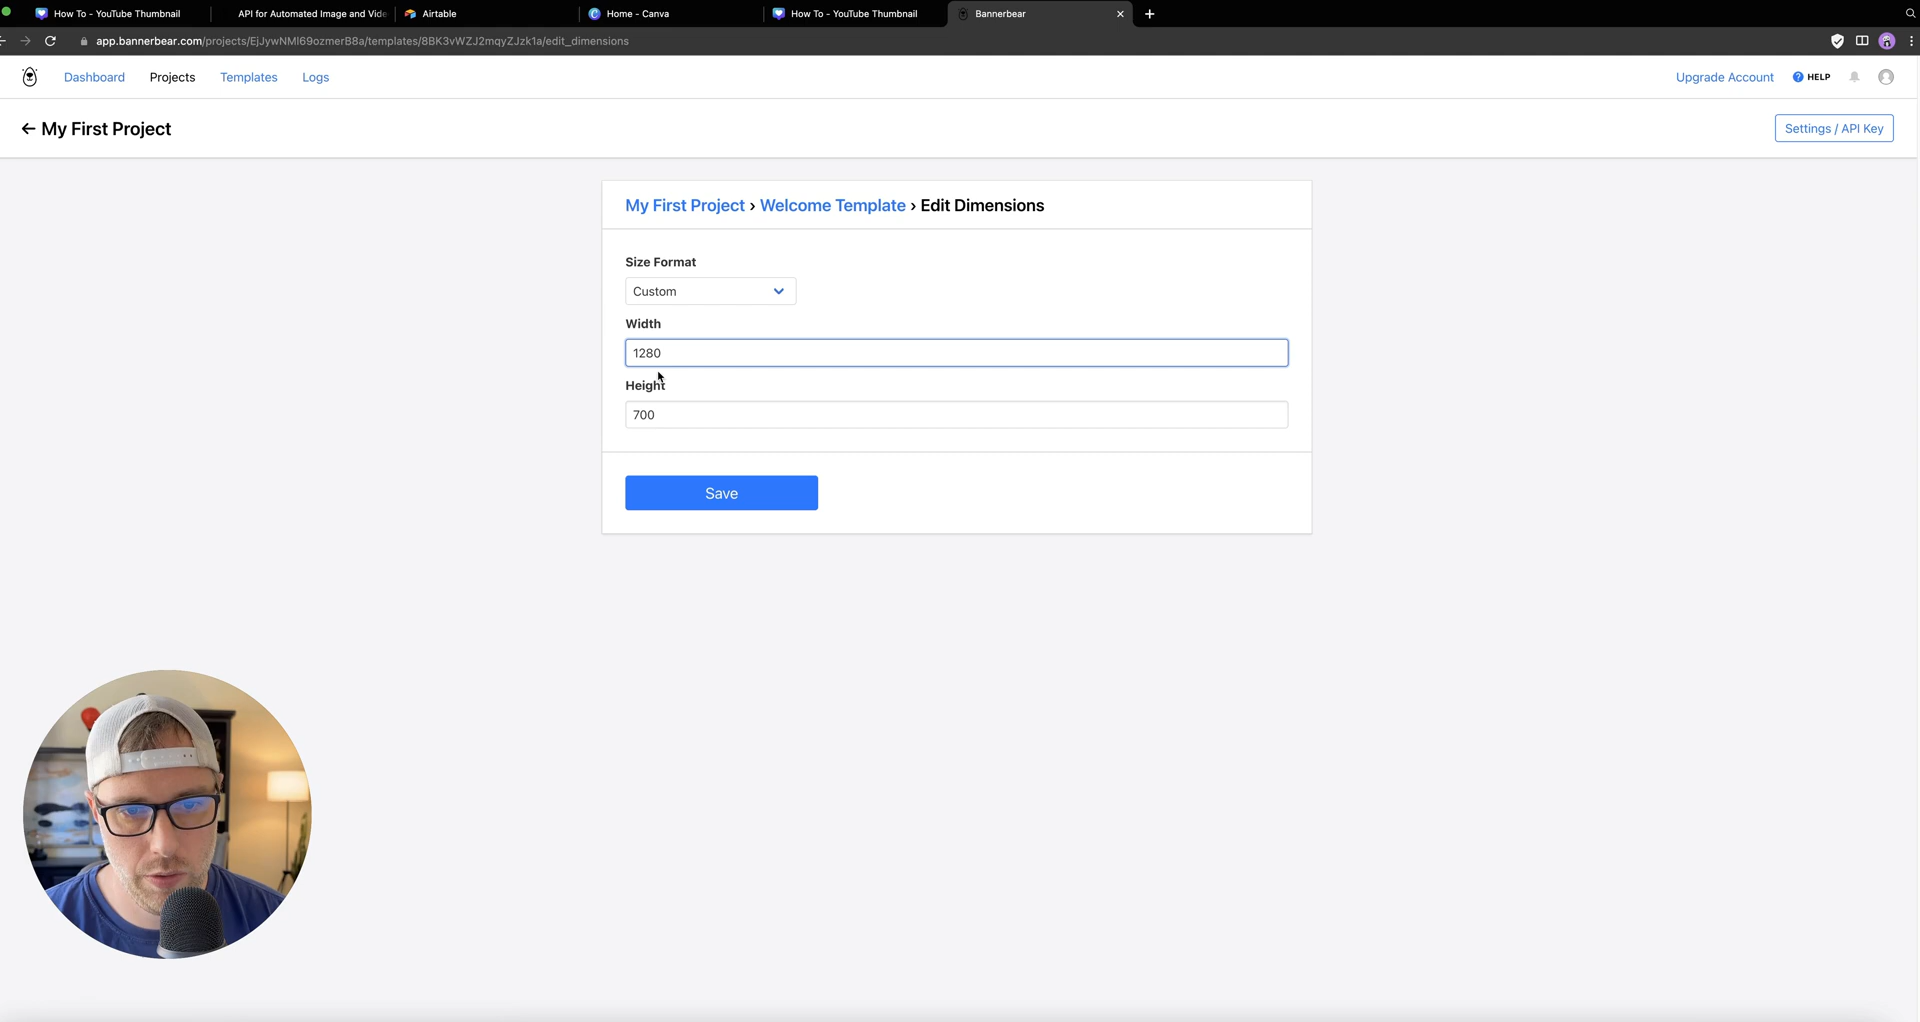 How To - YouTube Thumbnail
API for Automated Image and Vide
Airtable
Home - Canva
How To - YouTube Thumbnail
Bannerbear
app.bannerbear.com/projects/EjJywNMl69ozmerB8a/templates/8BK3vWZJ2mqyZJzk1a/edit_dimensions
Dashboard
Projects
Templates
Logs
Upgrade Account
? HELP
← My First Project
Settings / API Key
My First Project › Welcome Template › Edit Dimensions
Size Format
Custom
Width
1280
Height
700
Save